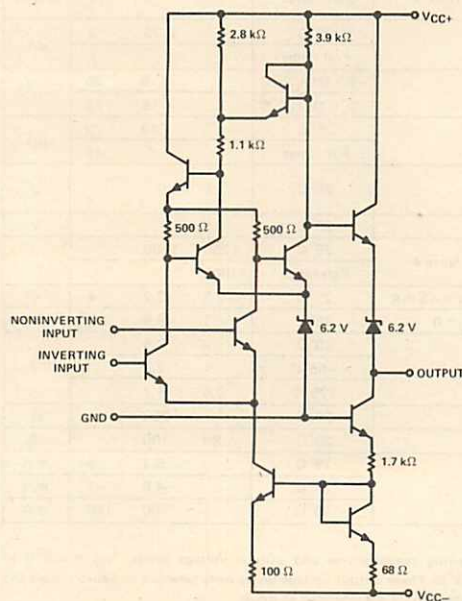 VCC+
2.8 kΩ
3.9 kΩ
1.1 kΩ
500 Ω
500 Ω
NONINVERTING
INPUT
6.2 V
6.2 V
INVERTING
INPUT
OUTPUT
GND
1.7 kΩ
100 Ω
68 Ω
VCC−